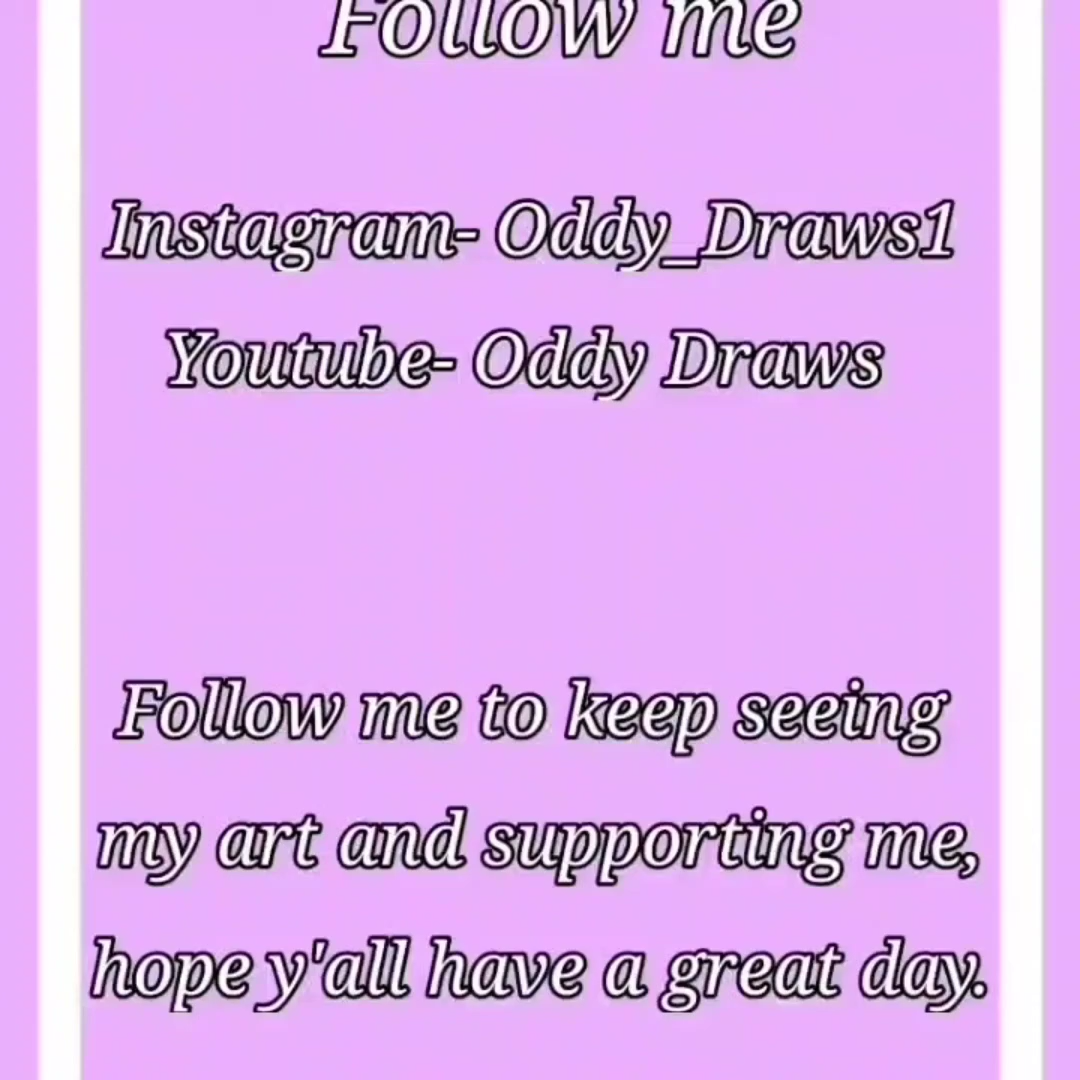 Follow me
Instagram- Oddy_Draws1
Youtube- Oddy Draws
Follow me to keep seeing
my art and supporting me,
hope y'all have a great day.